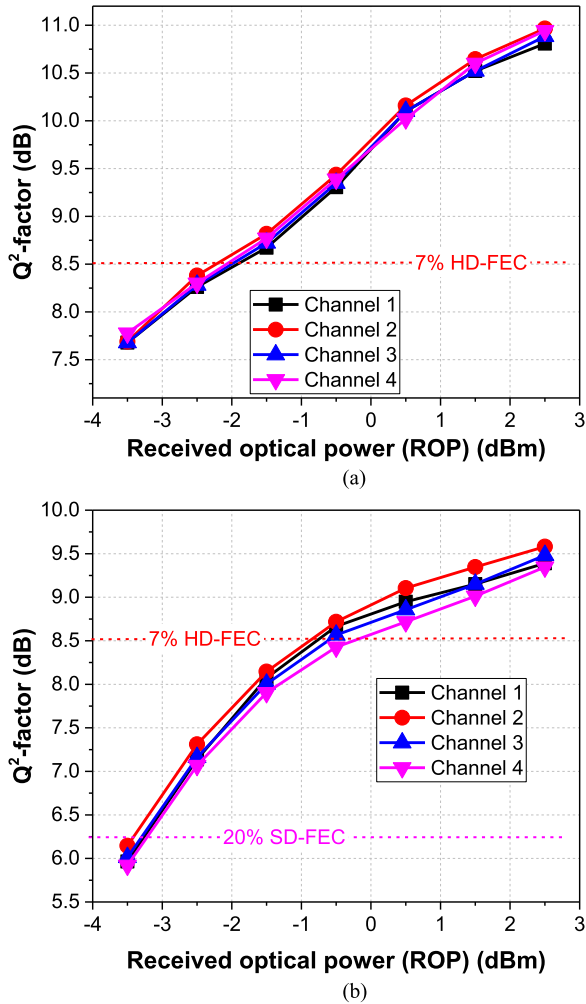 11.0
10.5
10.0
9.5
9.0
8.5
8.0
7.5
Q²-factor (dB)
7% HD-FEC
Channel 1
Channel 2
Channel 3
Channel 4
-4 -3 -2 -1 0 1 2 3
Received optical power (ROP) (dBm)
(a)
10.0
9.5
9.0
8.5
8.0
7.5
7.0
6.5
6.0
5.5
Q²-factor (dB)
7% HD-FEC
Channel 1
Channel 2
Channel 3
Channel 4
20% SD-FEC
-4 -3 -2 -1 0 1 2 3
Received optical power (ROP) (dBm)
(b)